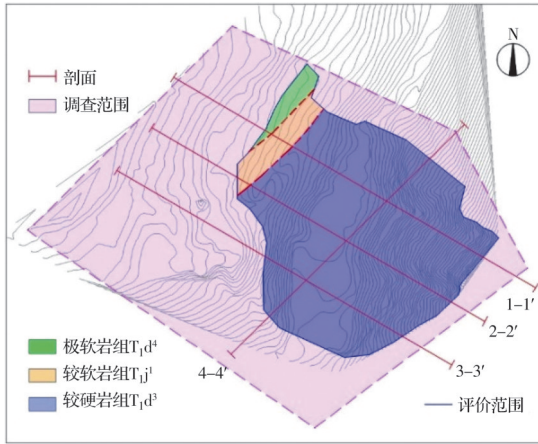 N
剖面
调查范围
极软岩组T₁d⁴
较软岩组T₁j¹
较硬岩组T₁d³
4–4′
1–1′
2–2′
3–3′
评价范围